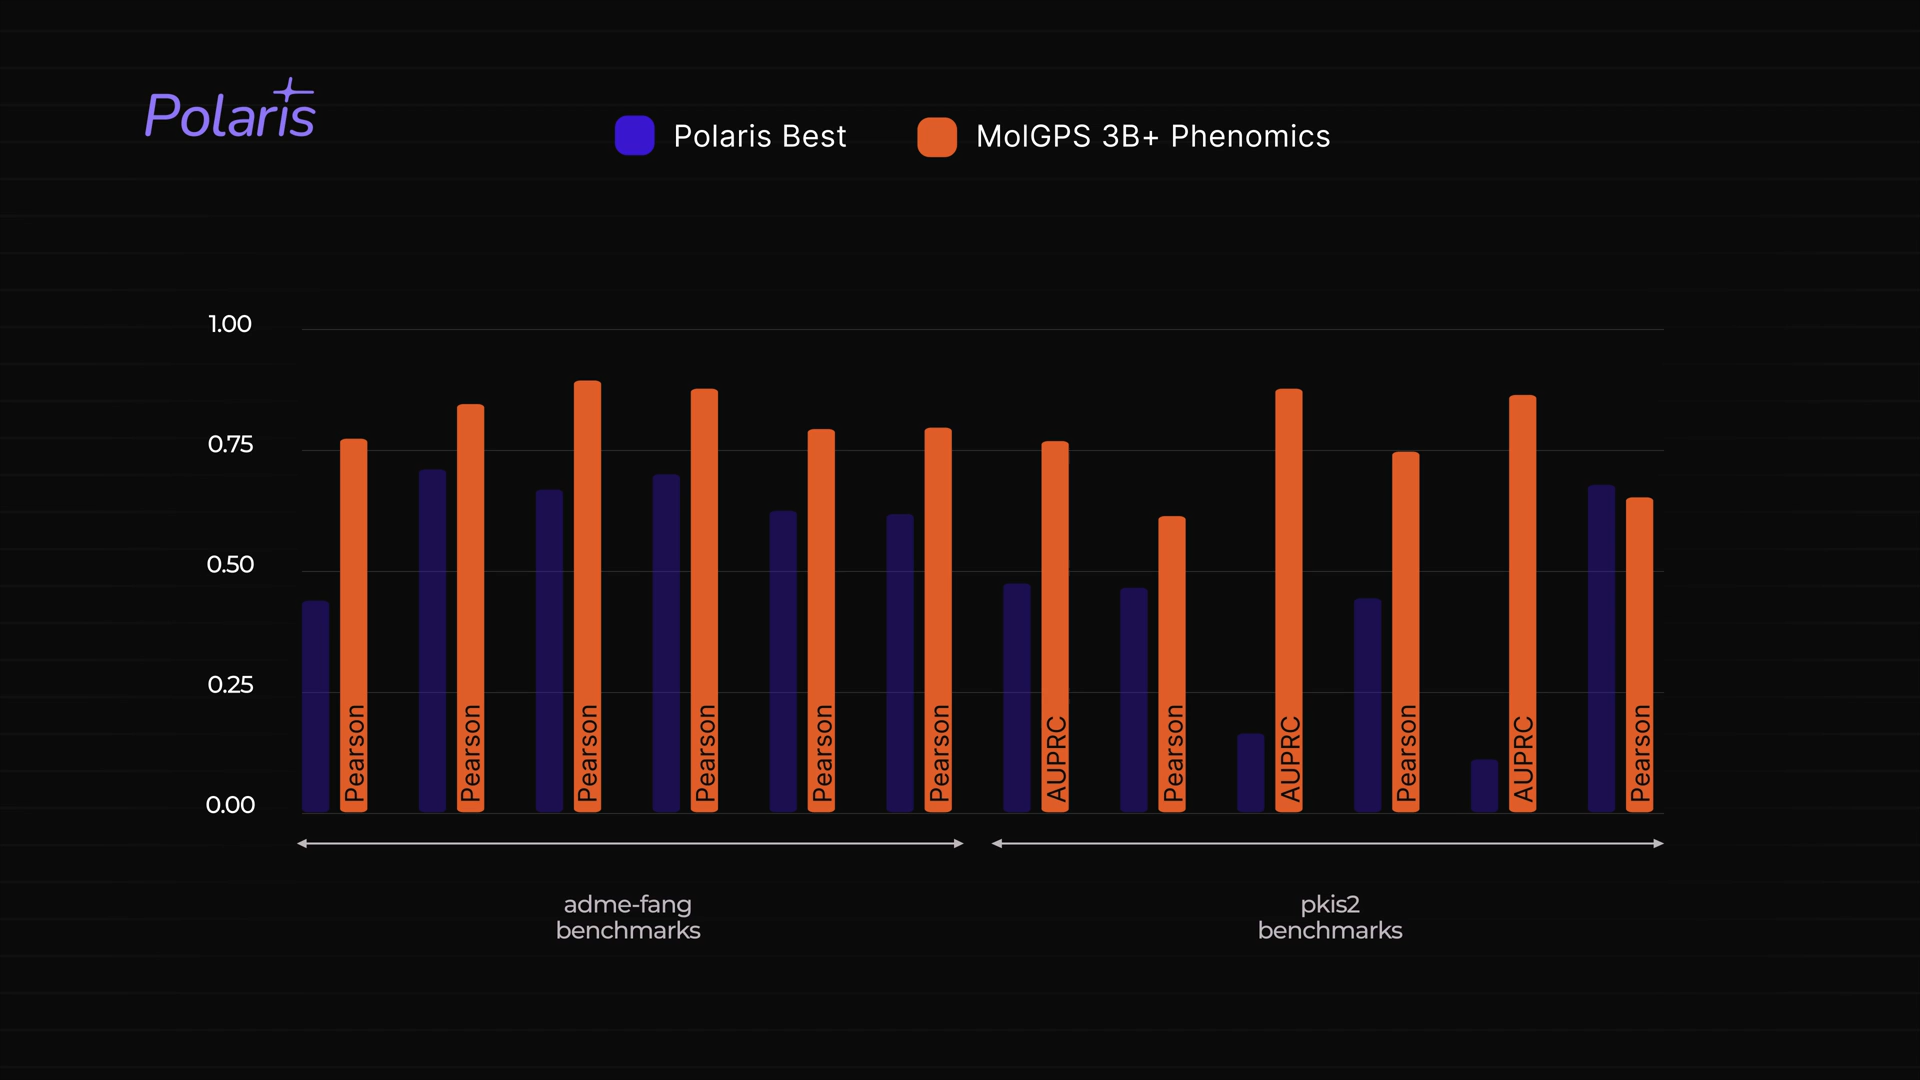 Polaris
Polaris Best
MolGPS 3B+ Phenomics
1.00
0.75
0.50
0.25
0.00
Pearson
Pearson
Pearson
Pearson
Pearson
Pearson
AUPRC
Pearson
AUPRC
Pearson
AUPRC
Pearson
adme-fang
benchmarks
pkis2
benchmarks